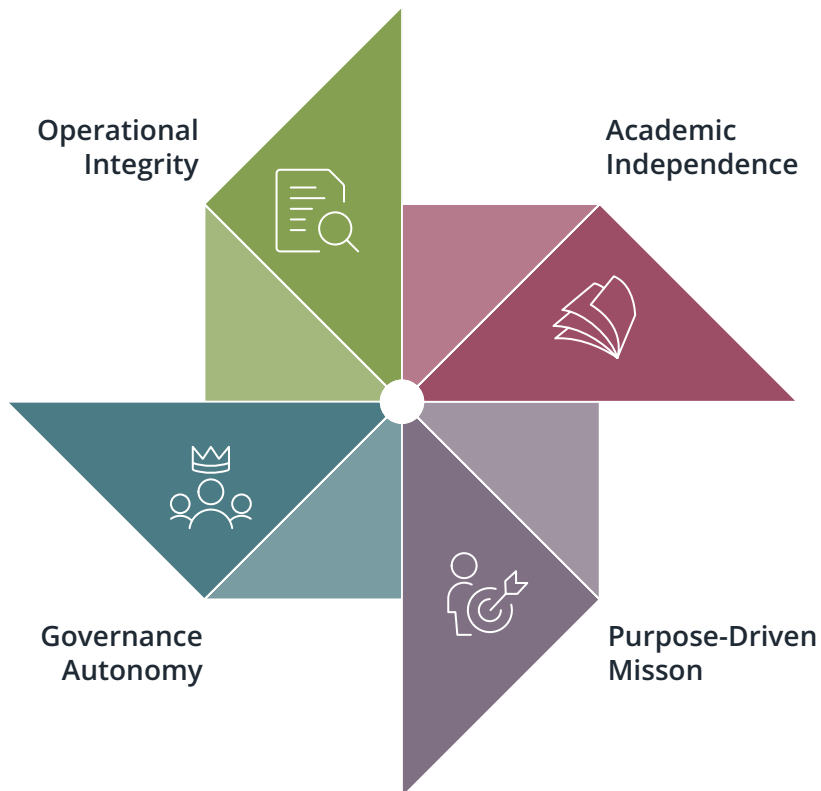 Operational
Integrity
Academic
Independence
Governance
Autonomy
Purpose-Driven
Misson